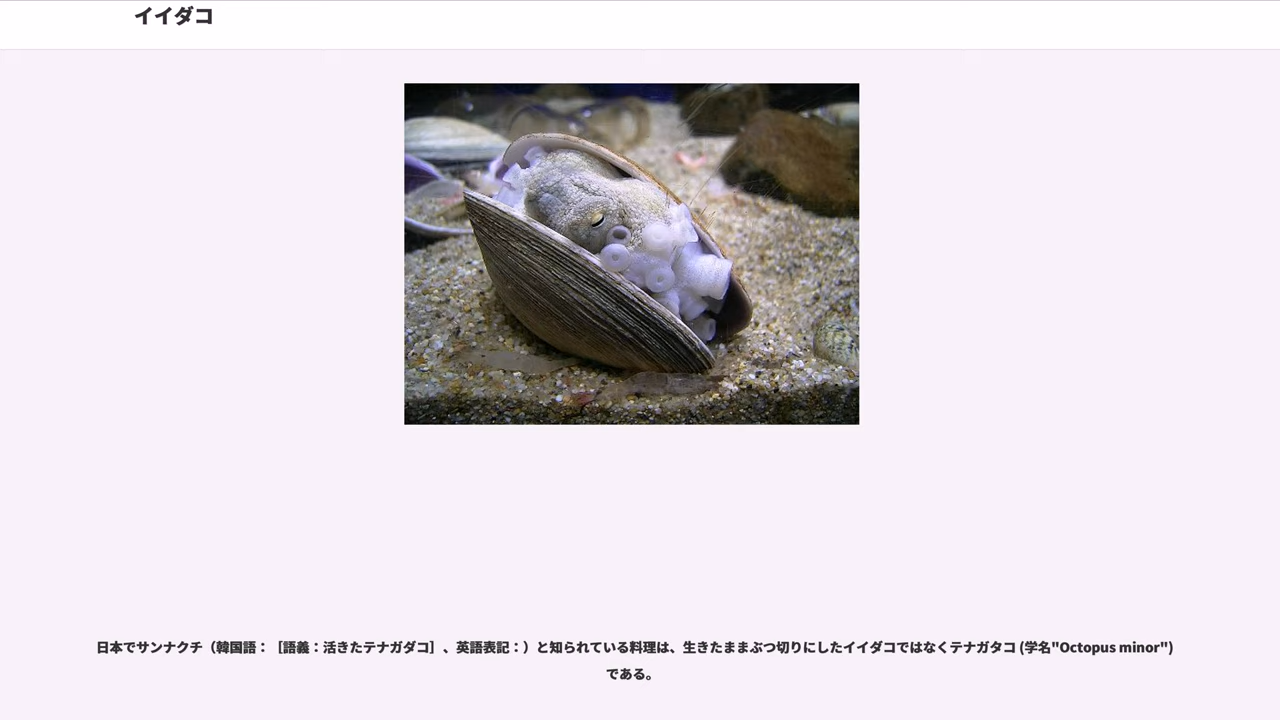 イイダコ
日本でサンナクチ（韓国語：［語義：活きたテナガダコ］、英語表記：）と知られている料理は、生きたままぶつ切りにしたイイダコではなくテナガタコ (学名"Octopus minor")
である。